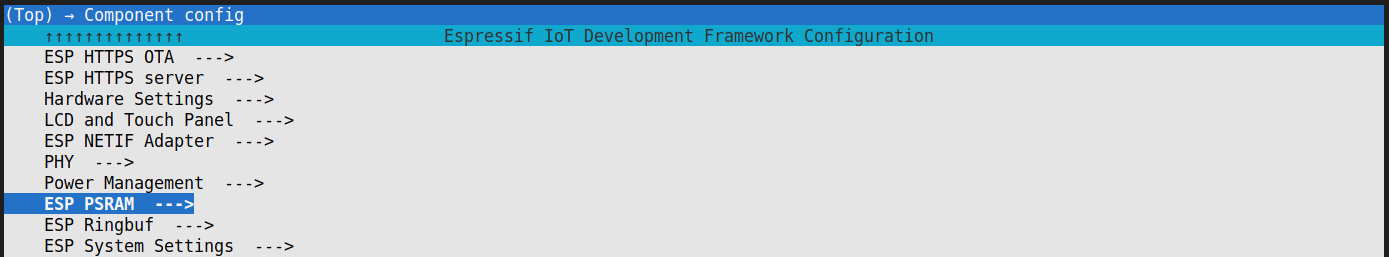 (Top) → Component config
↑↑↑↑↑↑↑↑↑↑↑↑↑↑ Espressif IoT Development Framework Configuration
ESP HTTPS OTA  --->
ESP HTTPS server  --->
Hardware Settings  --->
LCD and Touch Panel  --->
ESP NETIF Adapter  --->
PHY  --->
Power Management  --->
ESP PSRAM  --->
ESP Ringbuf  --->
ESP System Settings  --->